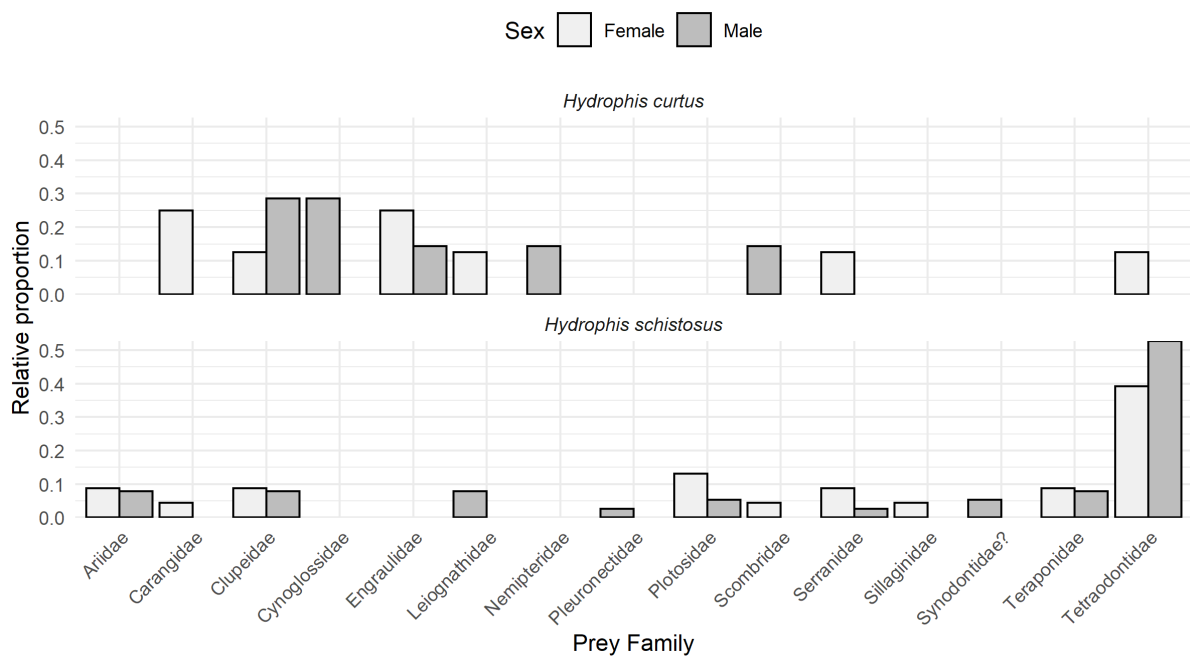 Sex Female Male
Hydrophis curtus
0.5
0.4
0.3
0.2
0.1
0.0
Relative proportion
Hydrophis schistosus
0.5
0.4
0.3
0.2
0.1
0.0
Ariidae Carangidae Clupeidae Cynoglossidae Engraulidae Leiognathidae Nemipteridae Pleuronectidae Plotosidae Scombridae Serranidae Sillaginidae Synodontidae? Teraponidae Tetraodontidae
Prey Family